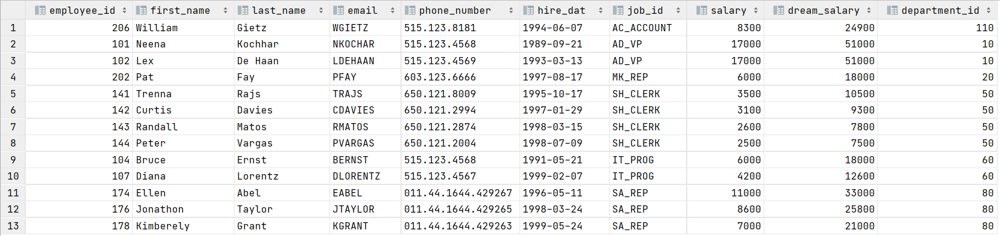 employee_id first_name last_name email phone_number hire_dat job_id salary dream_salary department_id
1 206 William Gietz WGIETZ 515.123.8181 1994-06-07 AC_ACCOUNT 8300 24900 110
2 101 Neena Kochhar NKOCHAR 515.123.4568 1989-09-21 AD_VP 17000 51000 10
3 102 Lex De Haan LDEHAAN 515.123.4569 1993-03-13 AD_VP 17000 51000 10
4 202 Pat Fay PFAY 603.123.6666 1997-08-17 MK_REP 6000 18000 20
5 141 Trenna Rajs TRAJS 650.121.8009 1995-10-17 SH_CLERK 3500 10500 50
6 142 Curtis Davies CDAVIES 650.121.2994 1997-01-29 SH_CLERK 3100 9300 50
7 143 Randall Matos RMATOS 650.121.2874 1998-03-15 SH_CLERK 2600 7800 50
8 144 Peter Vargas PVARGAS 650.121.2004 1998-07-09 SH_CLERK 2500 7500 50
9 104 Bruce Ernst BERNST 515.123.4568 1991-05-21 IT_PROG 6000 18000 60
10 107 Diana Lorentz DLORENTZ 515.123.4567 1999-02-07 IT_PROG 4200 12600 60
11 174 Ellen Abel EABEL 011.44.1644.429267 1996-05-11 SA_REP 11000 33000 80
12 176 Jonathon Taylor JTAYLOR 011.44.1644.429265 1998-03-24 SA_REP 8600 25800 80
13 178 Kimberely Grant KGRANT 011.44.1644.429263 1999-05-24 SA_REP 7000 21000 80